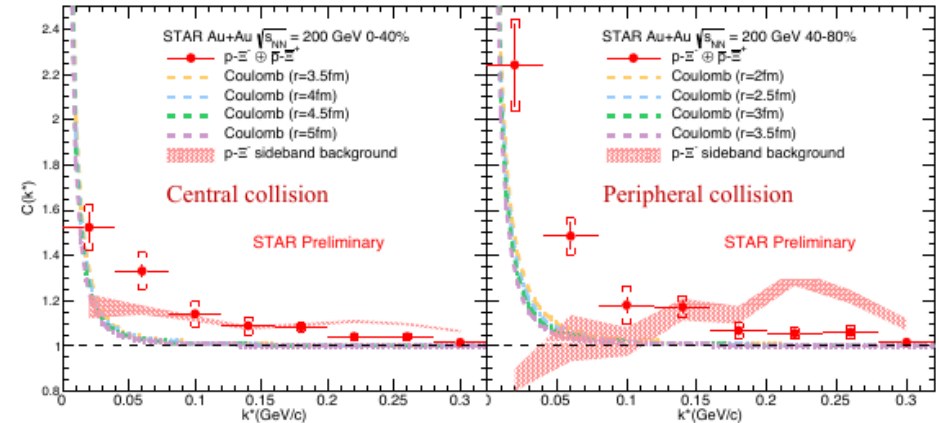 STAR Au+Au √s_NN = 200 GeV 0-40%
p-Ξ⁻ ⊕ p̄-Ξ̄⁺
Coulomb (r=3.5fm)
Coulomb (r=4fm)
Coulomb (r=4.5fm)
Coulomb (r=5fm)
p-Ξ⁻ sideband background
Central collision
STAR Preliminary
C(k*)
2.4
2.2
2
1.8
1.6
1.4
1.2
1
0.8
0 0.05 0.1 0.15 0.2 0.25 0.3
k*(GeV/c)
STAR Au+Au √s_NN = 200 GeV 40-80%
p-Ξ⁻ ⊕ p̄-Ξ̄⁺
Coulomb (r=2fm)
Coulomb (r=2.5fm)
Coulomb (r=3fm)
Coulomb (r=3.5fm)
p-Ξ⁻ sideband background
Peripheral collision
STAR Preliminary
0.05 0.1 0.15 0.2 0.25 0.3
k*(GeV/c)